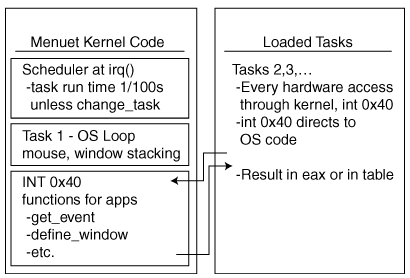 Menuet Kernel Code
Scheduler at irq()
-task run time 1/100s
unless change_task
Task 1 - OS Loop
mouse, window stacking
INT 0x40
functions for apps
-get_event
-define_window
-etc.
Loaded Tasks
Tasks 2,3,...
-Every hardware access
through kernel, int 0x40
-int 0x40 directs to
OS code
-Result in eax or in table